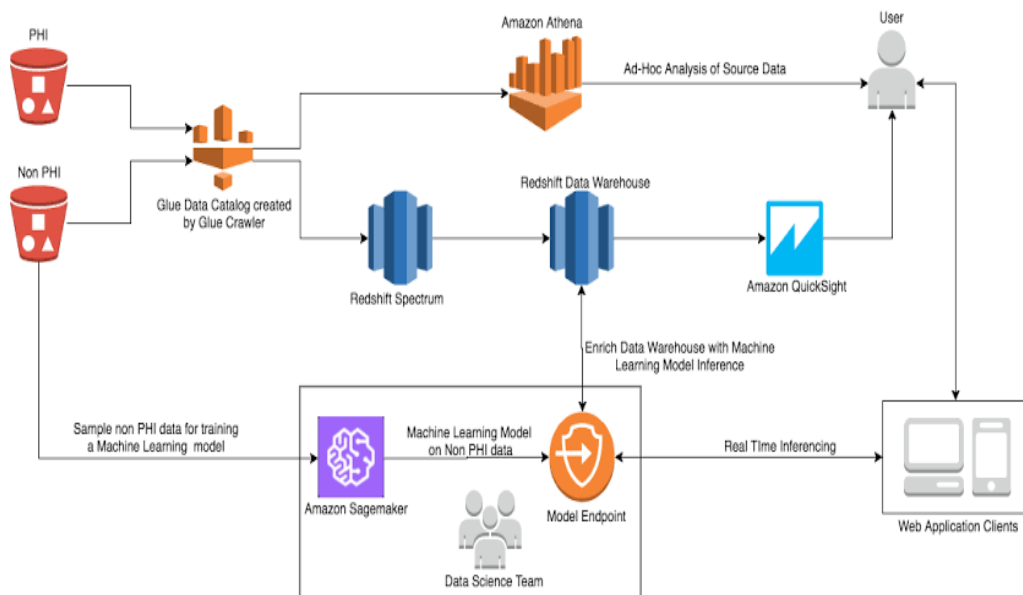 PHI
Amazon Athena
User
Ad-Hoc Analysis of Source Data
Non PHI
Glue Data Catalog created
by Glue Crawler
Redshift Data Warehouse
Redshift Spectrum
Amazon QuickSight
Enrich Data Warehouse with Machine
Learning Model Inference
Sample non PHI data for training
a Machine Learning model
Amazon Sagemaker
Machine Learning Model
on Non PHI data
Model Endpoint
Data Science Team
Real TIme Inferencing
Web Application Clients